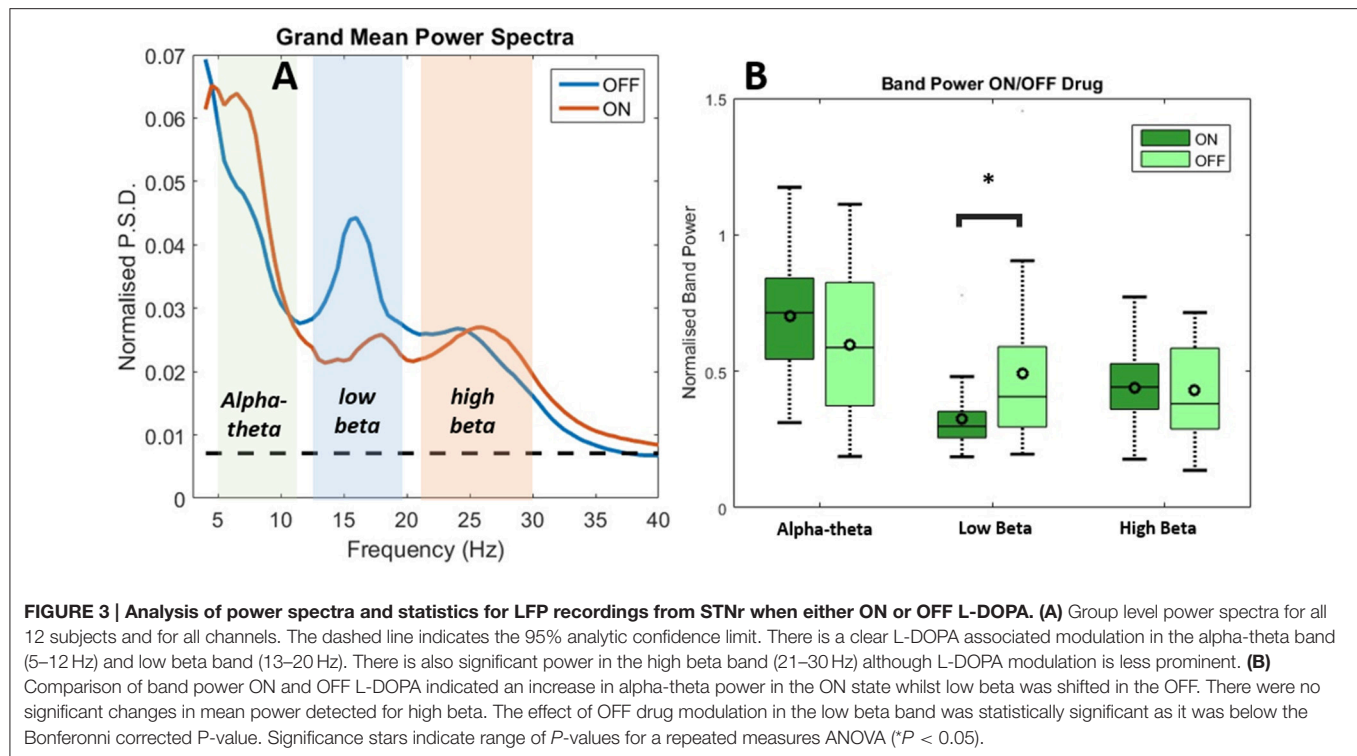 Grand Mean Power Spectra
A
OFF
ON
0.07
0.06
0.05
0.04
0.03
0.02
0.01
0
Normalised P.S.D.
Alpha-
theta
low
beta
high
beta
5 10 15 20 25 30 35 40
Frequency (Hz)
B
Band Power ON/OFF Drug
ON
OFF
*
1.5
1
0.5
0
Normalised Band Power
Alpha-theta Low Beta High Beta
FIGURE 3 | Analysis of power spectra and statistics for LFP recordings from STNr when either ON or OFF L-DOPA. (A) Group level power spectra for all
12 subjects and for all channels. The dashed line indicates the 95% analytic confidence limit. There is a clear L-DOPA associated modulation in the alpha-theta band
(5–12 Hz) and low beta band (13–20 Hz). There is also significant power in the high beta band (21–30 Hz) although L-DOPA modulation is less prominent. (B)
Comparison of band power ON and OFF L-DOPA indicated an increase in alpha-theta power in the ON state whilst low beta was shifted in the OFF. There were no
significant changes in mean power detected for high beta. The effect of OFF drug modulation in the low beta band was statistically significant as it was below the
Bonferonni corrected P-value. Significance stars indicate range of P-values for a repeated measures ANOVA (*P < 0.05).